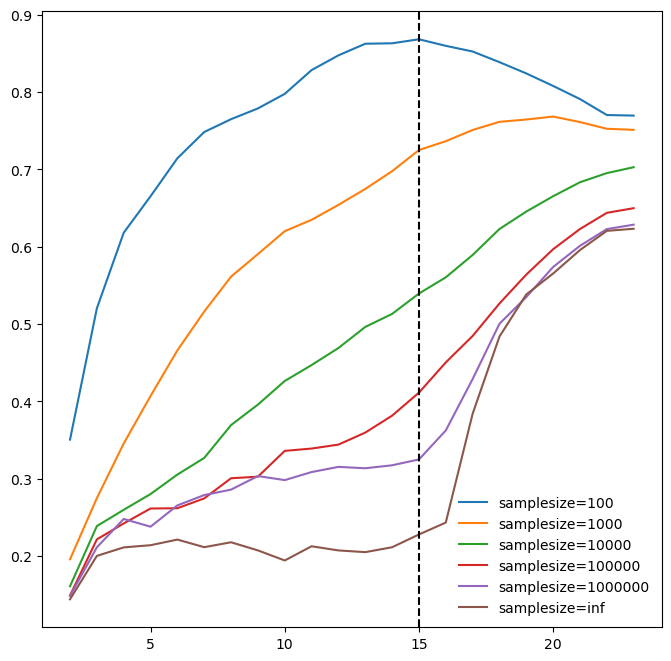 0.9
0.8
0.7
0.6
0.5
0.4
0.3
0.2
5 10 15 20
samplesize=100
samplesize=1000
samplesize=10000
samplesize=100000
samplesize=1000000
samplesize=inf